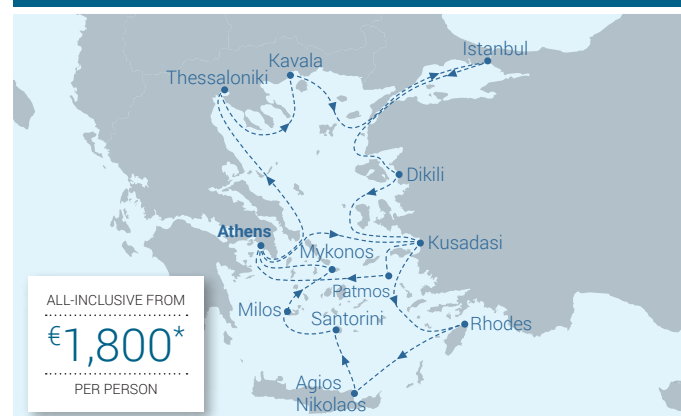 Istanbul
Kavala
Thessaloniki
Dikili
Athens
Kusadasi
Mykonos
Patmos
Milos
Santorini
Rhodes
Agios
Nikolaos
ALL-INCLUSIVE FROM
€1,800*
PER PERSON